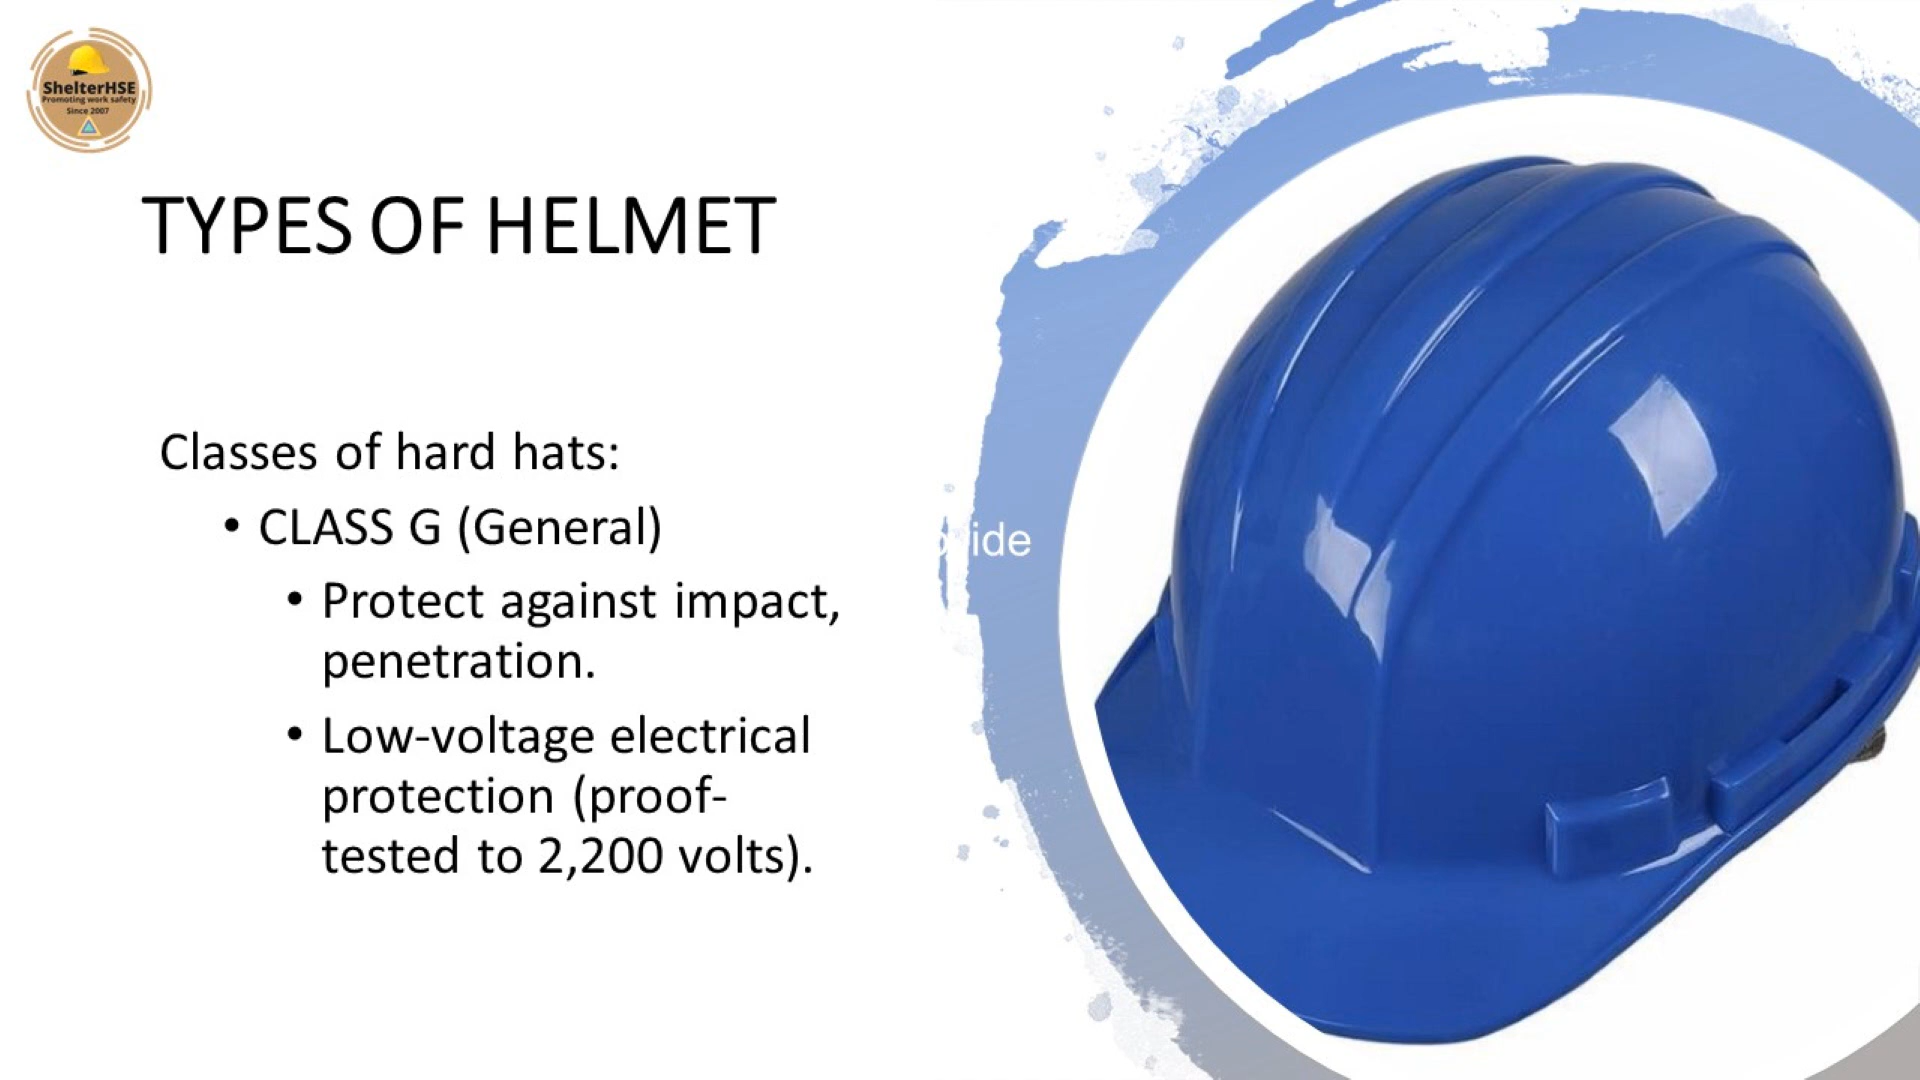 ShelterHSE
Promoting work safety
Since 2007
TYPES OF HELMET
Classes of hard hats:
• CLASS G (General)
• Protect against impact,
penetration.
• Low-voltage electrical
protection (proof-
tested to 2,200 volts).